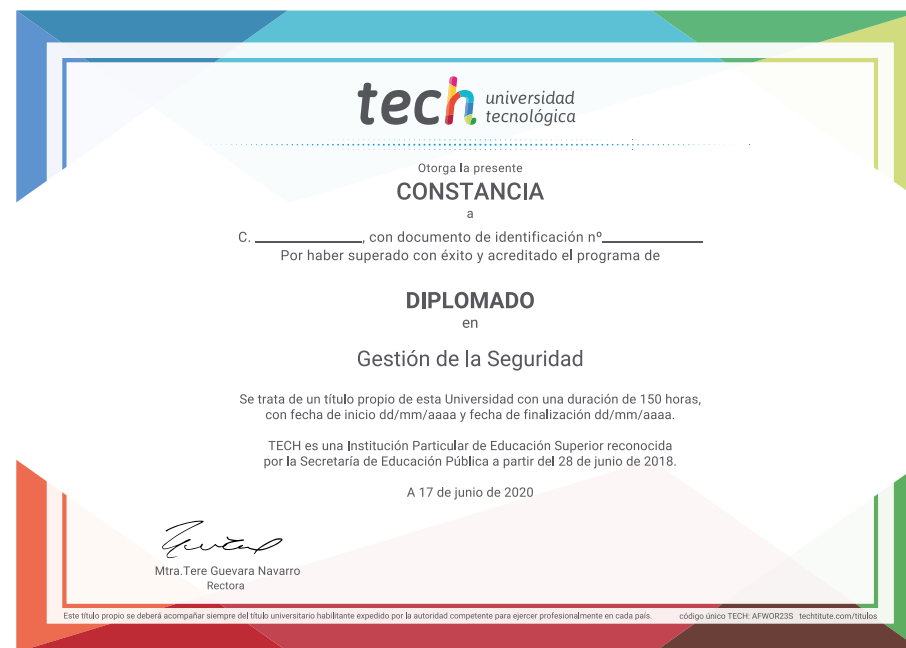 tech universidad
tecnológica
Otorga la presente
CONSTANCIA
a
C. ____________, con documento de identificación nº____________
Por haber superado con éxito y acreditado el programa de
DIPLOMADO
en
Gestión de la Seguridad
Se trata de un título propio de esta Universidad con una duración de 150 horas,
con fecha de inicio dd/mm/aaaa y fecha de finalización dd/mm/aaaa.
TECH es una Institución Particular de Educación Superior reconocida
por la Secretaría de Educación Pública a partir del 28 de junio de 2018.
A 17 de junio de 2020
Mtra.Tere Guevara Navarro
Rectora
Este título propio se deberá acompañar siempre del título universitario habilitante expedido por la autoridad competente para ejercer profesionalmente en cada país. código único TECH: AFWOR23S techtitute.com/titulos